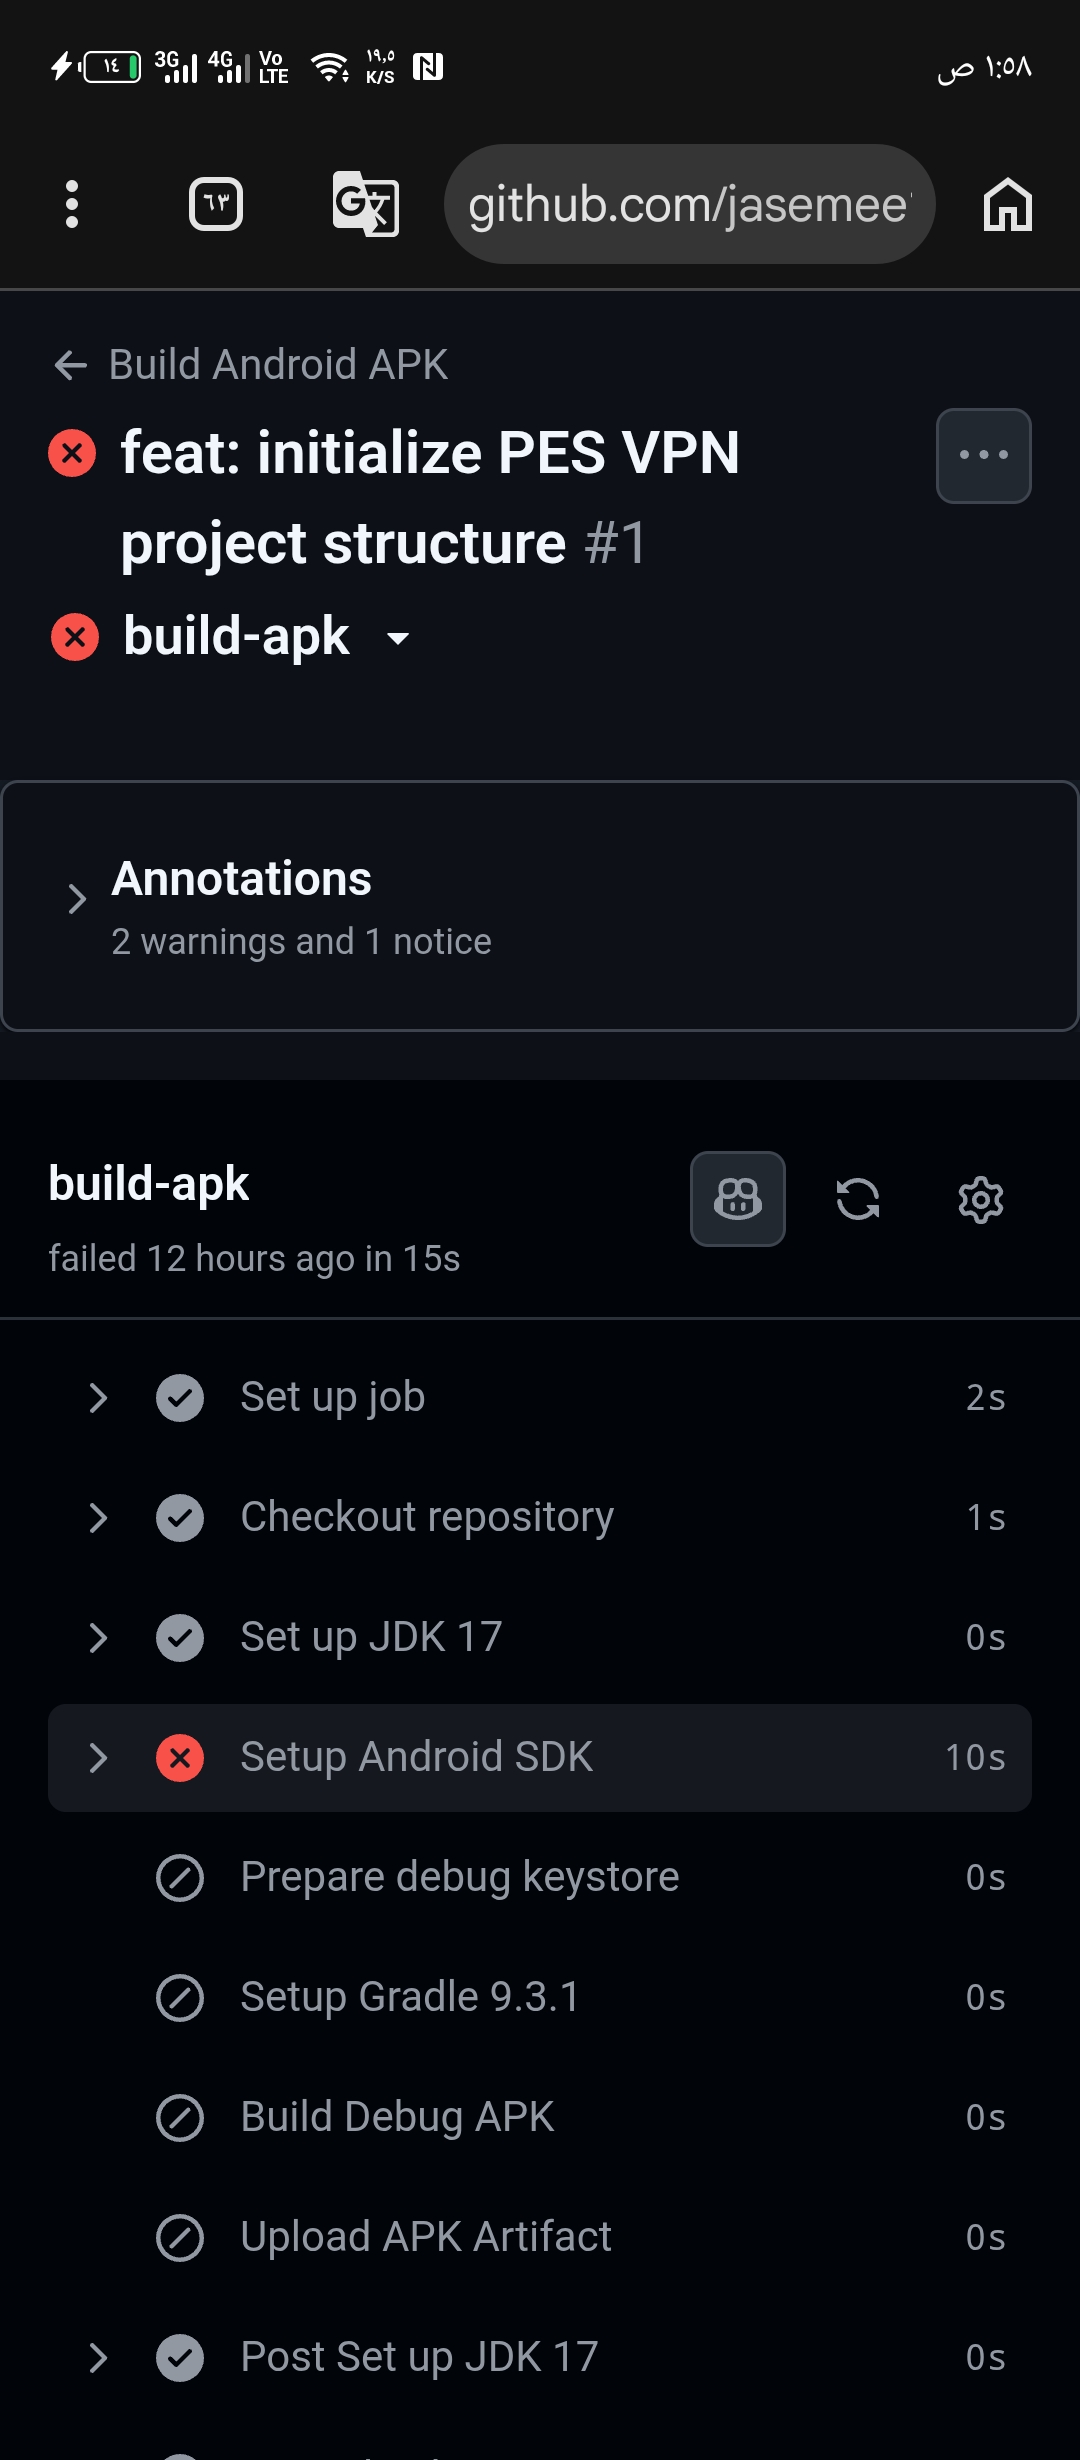 ١٤ 3G 4G Vo LTE ١٩,٥ K/S ١:٥٨ ص
٦٣ github.com/jasemee
Build Android APK
feat: initialize PES VPN
project structure #1
build-apk
Annotations
2 warnings and 1 notice
build-apk
failed 12 hours ago in 15s
Set up job 2s
Checkout repository 1s
Set up JDK 17 0s
Setup Android SDK 10s
Prepare debug keystore 0s
Setup Gradle 9.3.1 0s
Build Debug APK 0s
Upload APK Artifact 0s
Post Set up JDK 17 0s